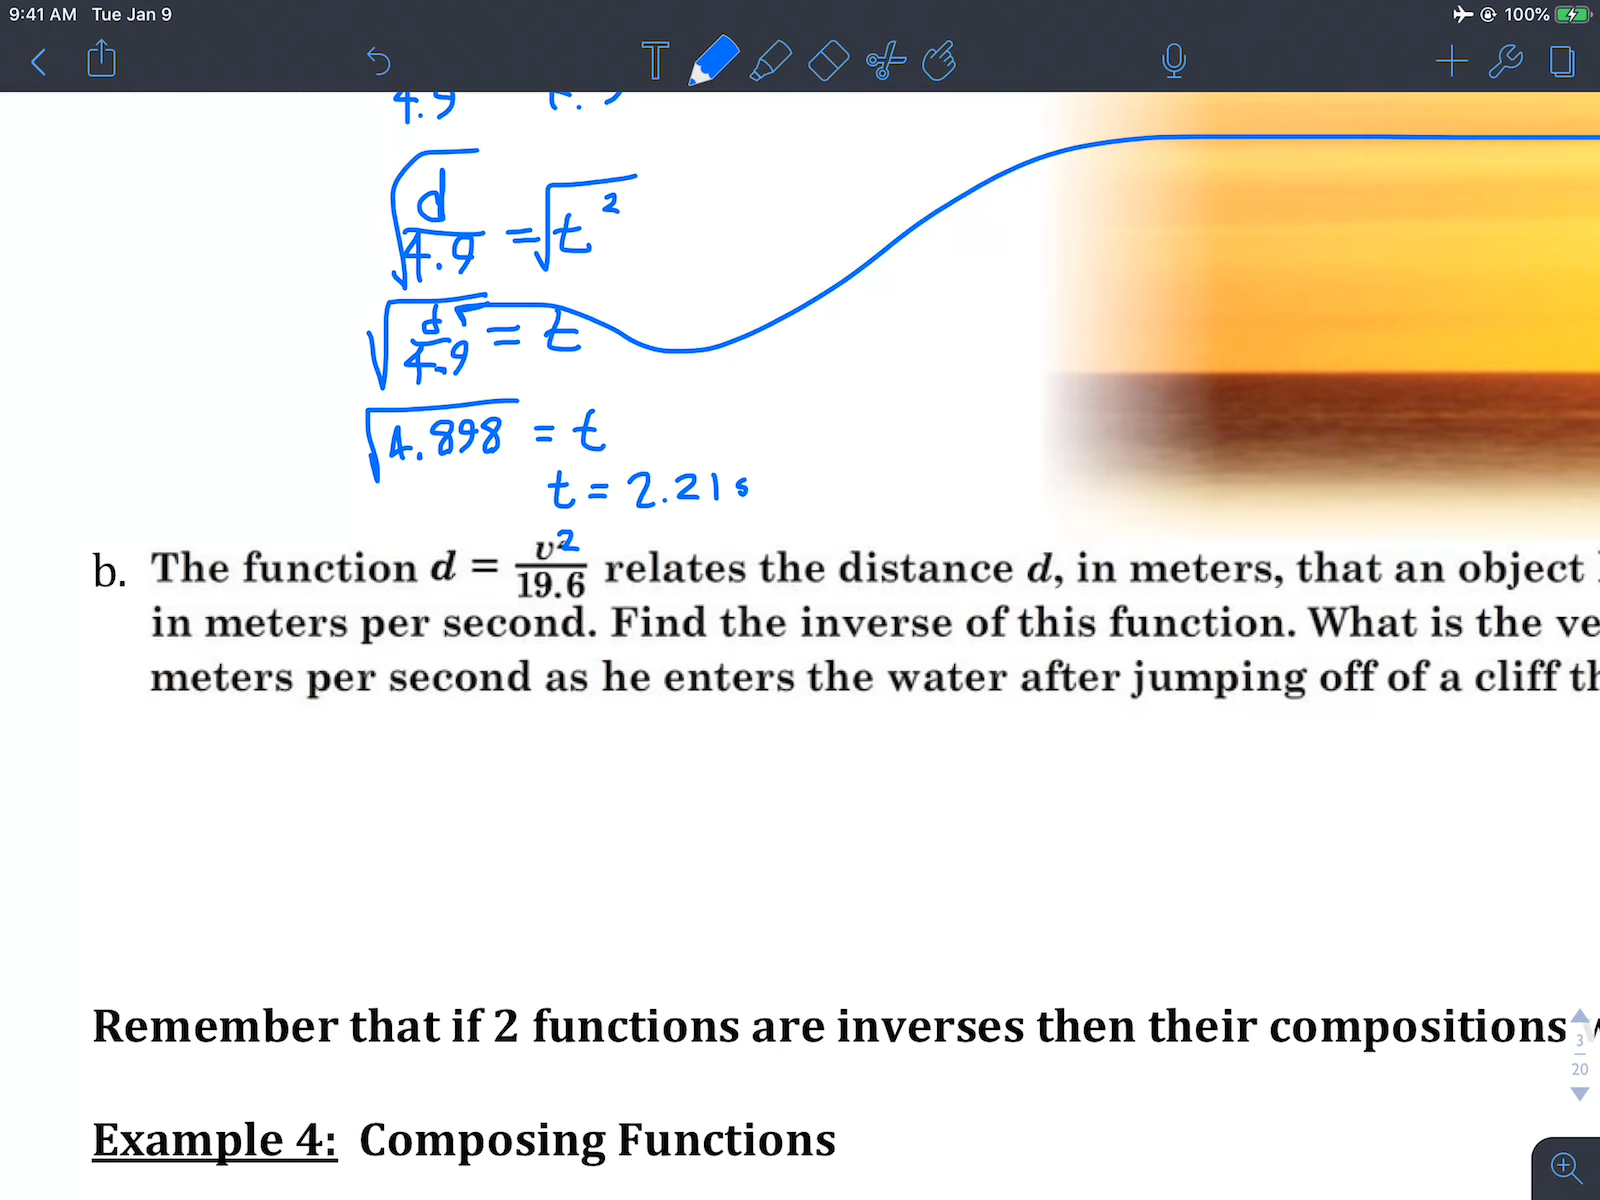 9:41 AM Tue Jan 9 100%
T
4.9
√d/4.9 = √t²
√d/4.9 = t
√4.898 = t
t = 2.21 s
b. The function d = v²/19.6 relates the distance d, in meters, that an object
in meters per second. Find the inverse of this function. What is the ve
meters per second as he enters the water after jumping off of a cliff th
Remember that if 2 functions are inverses then their compositions
3
20
Example 4: Composing Functions